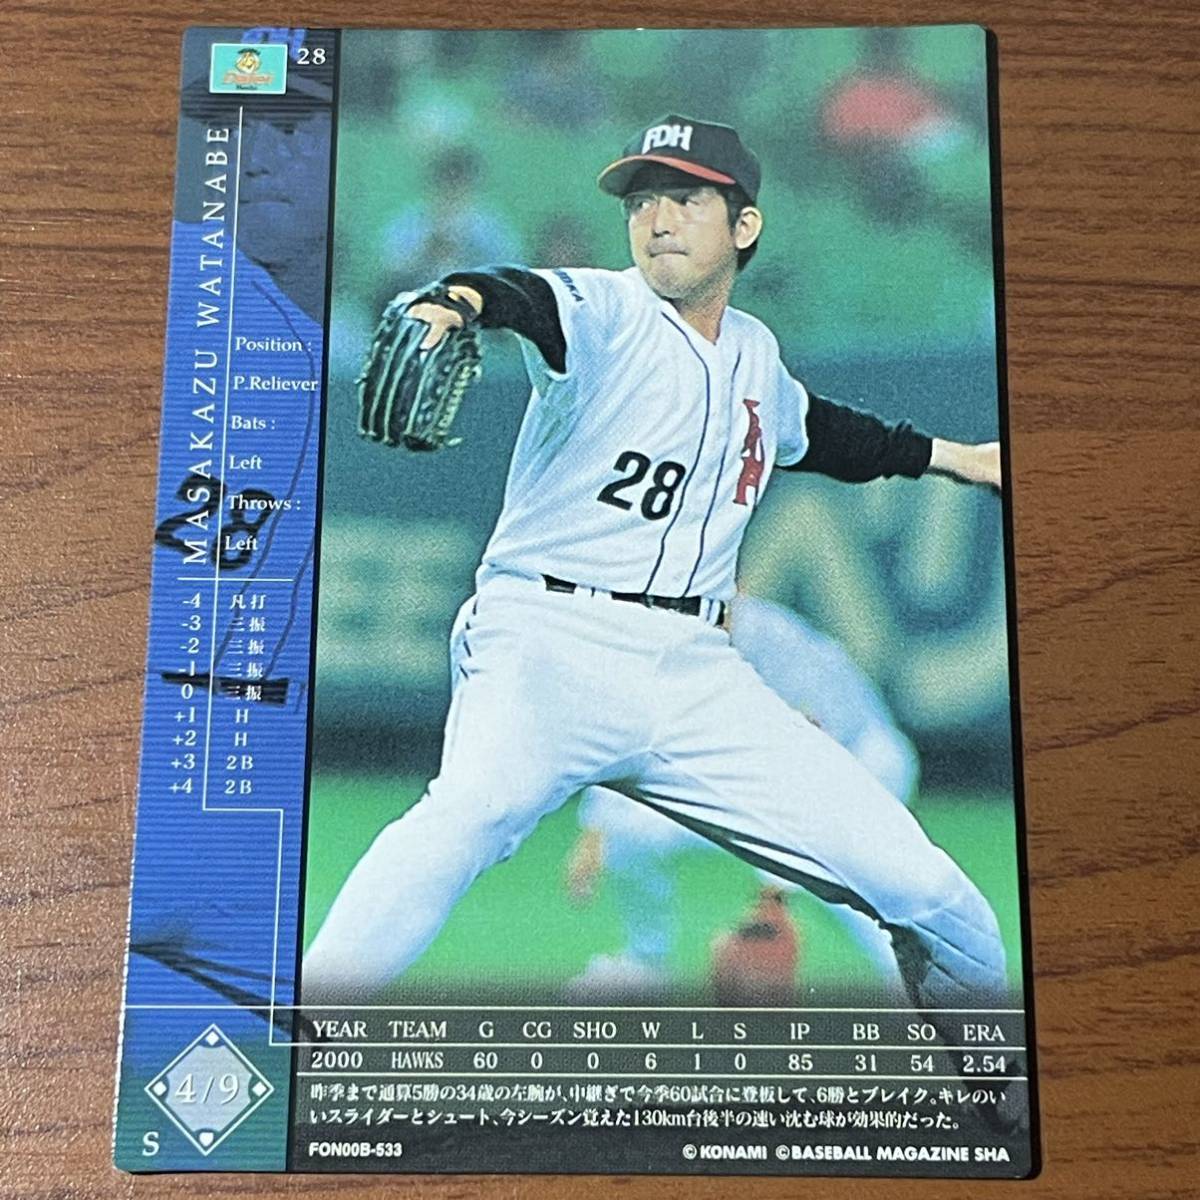 Daiei
28
MASAKAZU WATANABE
Position :
P.Reliever
Bats :
Left
Throws :
Left
-4 凡打
-3 三振
-2 三振
-1 三振
0 三振
+1 H
+2 H
+3 2B
+4 2B
FDH
28
YEAR TEAM G CG SHO W L S IP BB SO ERA
2000 HAWKS 60 0 0 6 1 0 85 31 54 2.54
昨季まで通算5勝の34歳の左腕が、中継ぎで今季60試合に登板して、6勝とブレイク。キレのい
いスライダーとシュート、今シーズン覚えた130km台後半の速い沈む球が効果的だった。
4/9
S
FON00B-533
©KONAMI ©BASEBALL MAGAZINE SHA